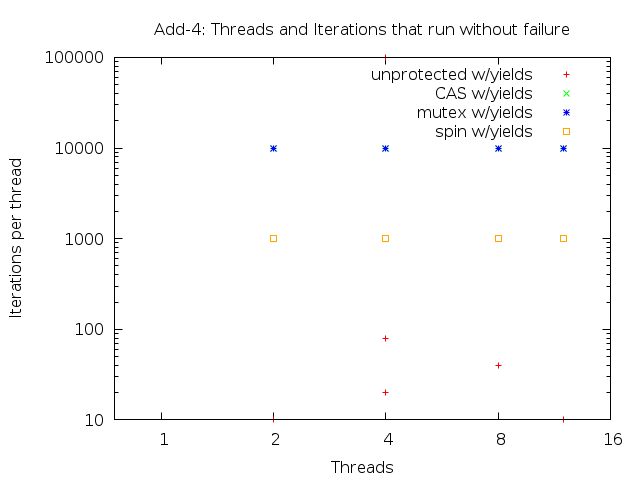 Add-4: Threads and Iterations that run without failure
100000
unprotected w/yields
CAS w/yields
mutex w/yields
spin w/yields
10000
Iterations per thread
1000
100
10
1 2 4 8 16
Threads